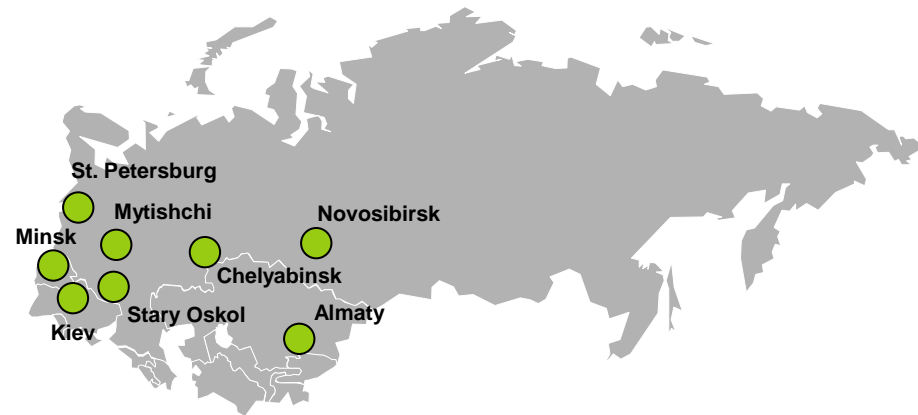 St. Petersburg
Mytishchi
Novosibirsk
Minsk
Chelyabinsk
Stary Oskol
Almaty
Kiev